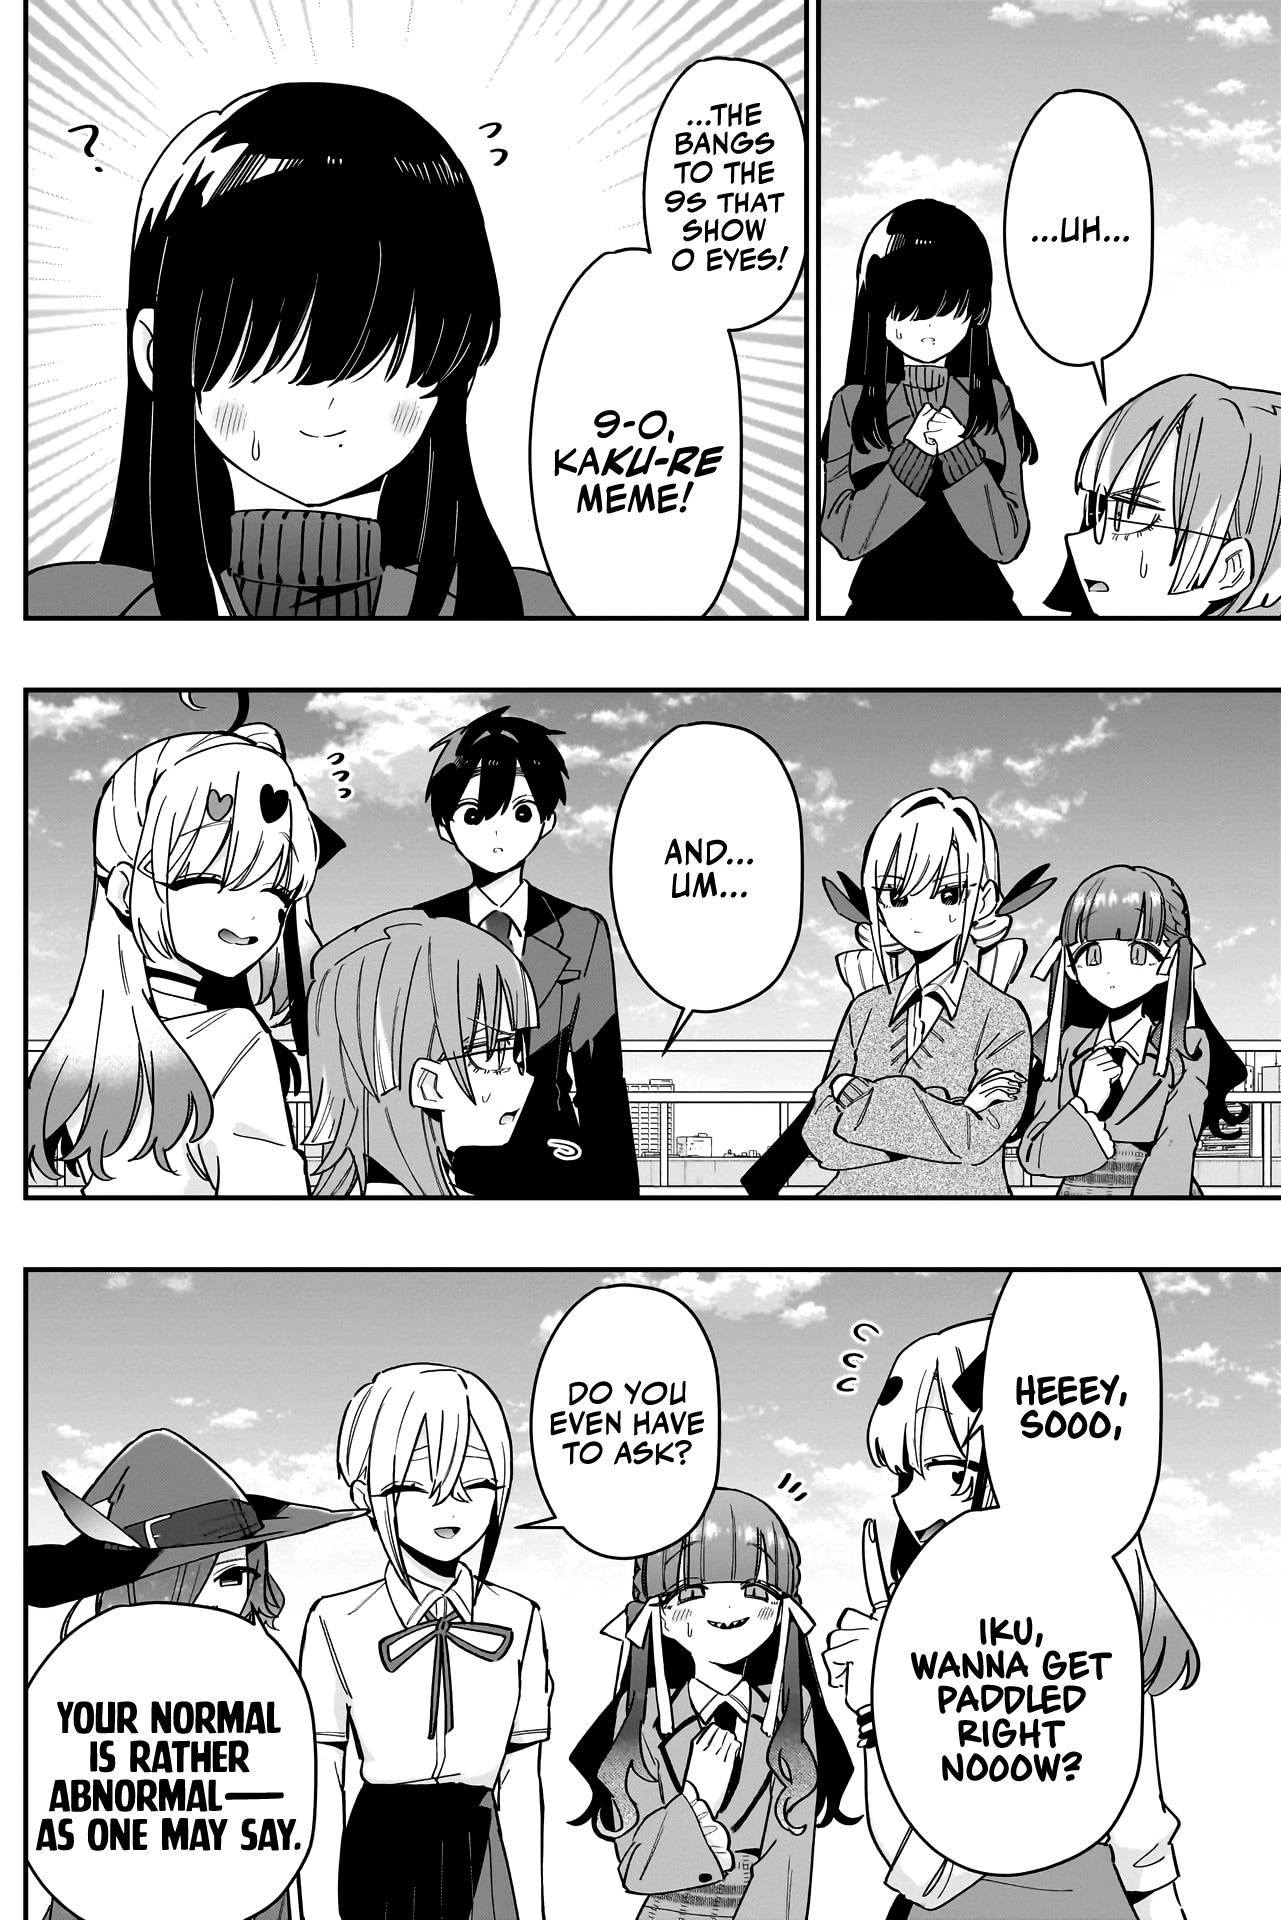 ...UH...
...THE
BANGS
TO THE
9S THAT
SHOW
0 EYES!
9-0,
KAKU-RE
MEME!
AND...
UM...
HEEEY,
SOOO,
IKU,
WANNA GET
PADDLED
RIGHT
NOOOW?
DO YOU
EVEN HAVE
TO ASK?
YOUR NORMAL
IS RATHER
ABNORMAL—
AS ONE MAY SAY.